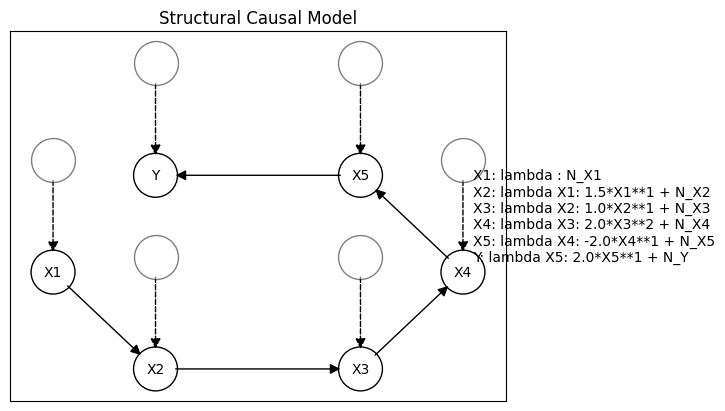 Structural Causal Model
Y
X5
X1: lambda : N_X1
X2: lambda X1: 1.5*X1**1 + N_X2
X3: lambda X2: 1.0*X2**1 + N_X3
X4: lambda X3: 2.0*X3**2 + N_X4
X5: lambda X4: -2.0*X4**1 + N_X5
Y: lambda X5: 2.0*X5**1 + N_Y
X1
X4
X2
X3